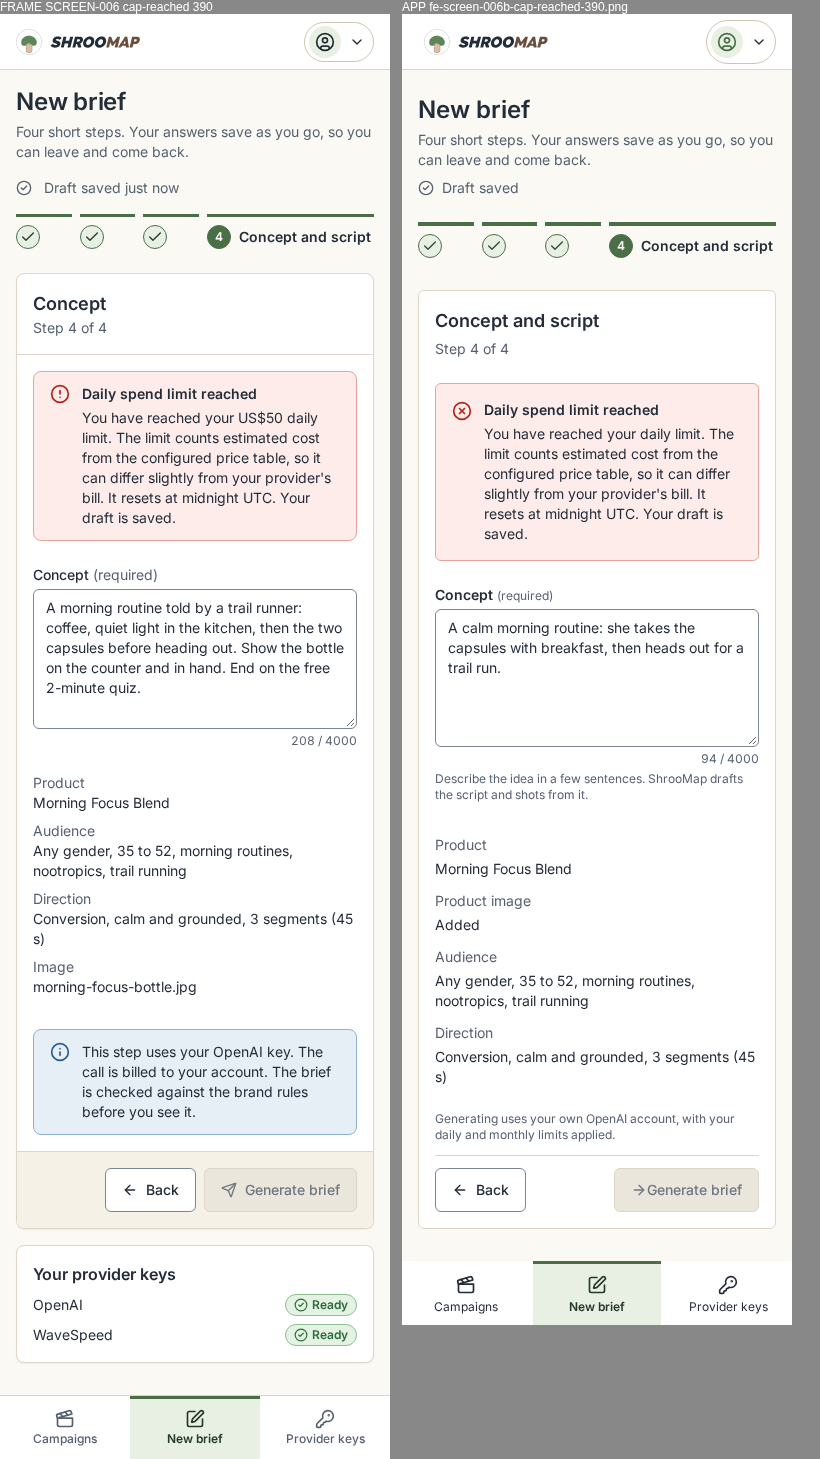 FRAME SCREEN-006 cap-reached 390
SHROOMAP
New brief
Four short steps. Your answers save as you go, so you
can leave and come back.
Draft saved just now
4 Concept and script
Concept
Step 4 of 4
Daily spend limit reached
You have reached your US$50 daily
limit. The limit counts estimated cost
from the configured price table, so it
can differ slightly from your provider's
bill. It resets at midnight UTC. Your
draft is saved.
Concept (required)
A morning routine told by a trail runner:
coffee, quiet light in the kitchen, then the two
capsules before heading out. Show the bottle
on the counter and in hand. End on the free
2-minute quiz.
208 / 4000
Product
Morning Focus Blend
Audience
Any gender, 35 to 52, morning routines,
nootropics, trail running
Direction
Conversion, calm and grounded, 3 segments (45
s)
Image
morning-focus-bottle.jpg
This step uses your OpenAI key. The
call is billed to your account. The brief
is checked against the brand rules
before you see it.
Back
Generate brief
Your provider keys
OpenAI Ready
WaveSpeed Ready
Campaigns
New brief
Provider keys
APP fe-screen-006b-cap-reached-390.png
SHROOMAP
New brief
Four short steps. Your answers save as you go, so you
can leave and come back.
Draft saved
4 Concept and script
Concept and script
Step 4 of 4
Daily spend limit reached
You have reached your daily limit. The
limit counts estimated cost from the
configured price table, so it can differ
slightly from your provider's bill. It
resets at midnight UTC. Your draft is
saved.
Concept (required)
A calm morning routine: she takes the
capsules with breakfast, then heads out for a
trail run.
94 / 4000
Describe the idea in a few sentences. ShrooMap drafts
the script and shots from it.
Product
Morning Focus Blend
Product image
Added
Audience
Any gender, 35 to 52, morning routines,
nootropics, trail running
Direction
Conversion, calm and grounded, 3 segments (45
s)
Generating uses your own OpenAI account, with your
daily and monthly limits applied.
Back
Generate brief
Campaigns
New brief
Provider keys